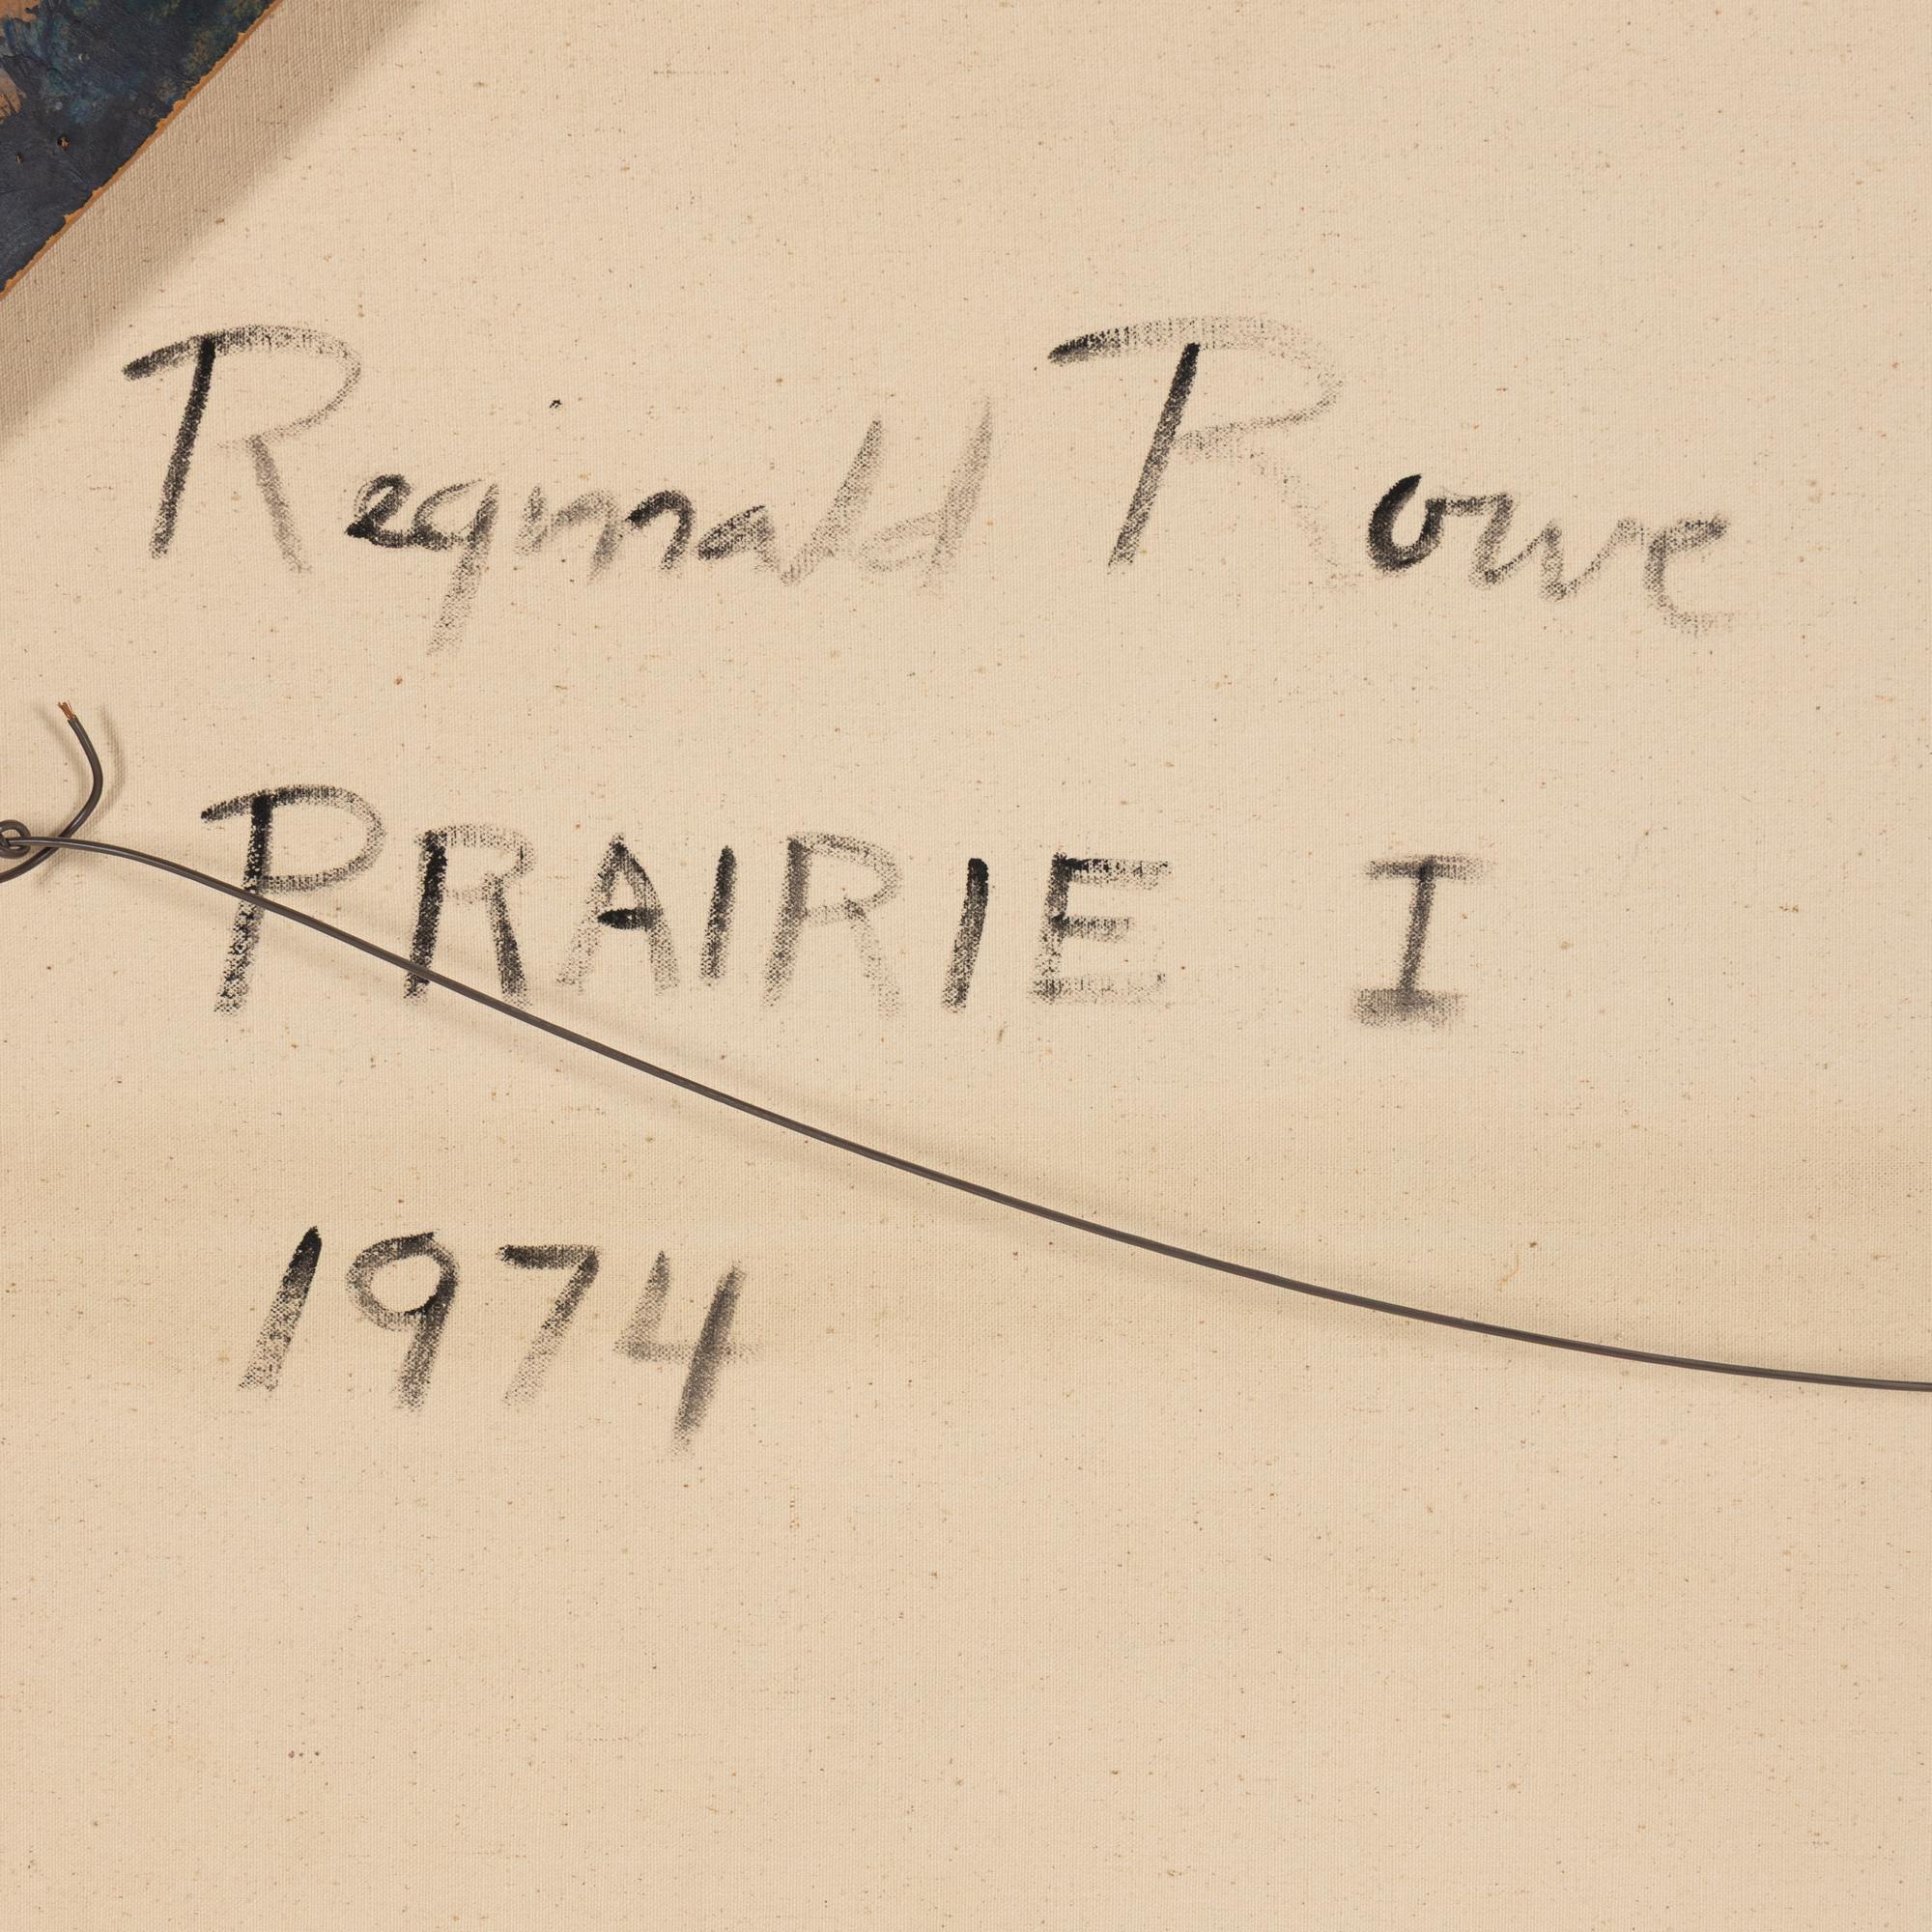 Reginald Rowe
PRAIRIE I
1974